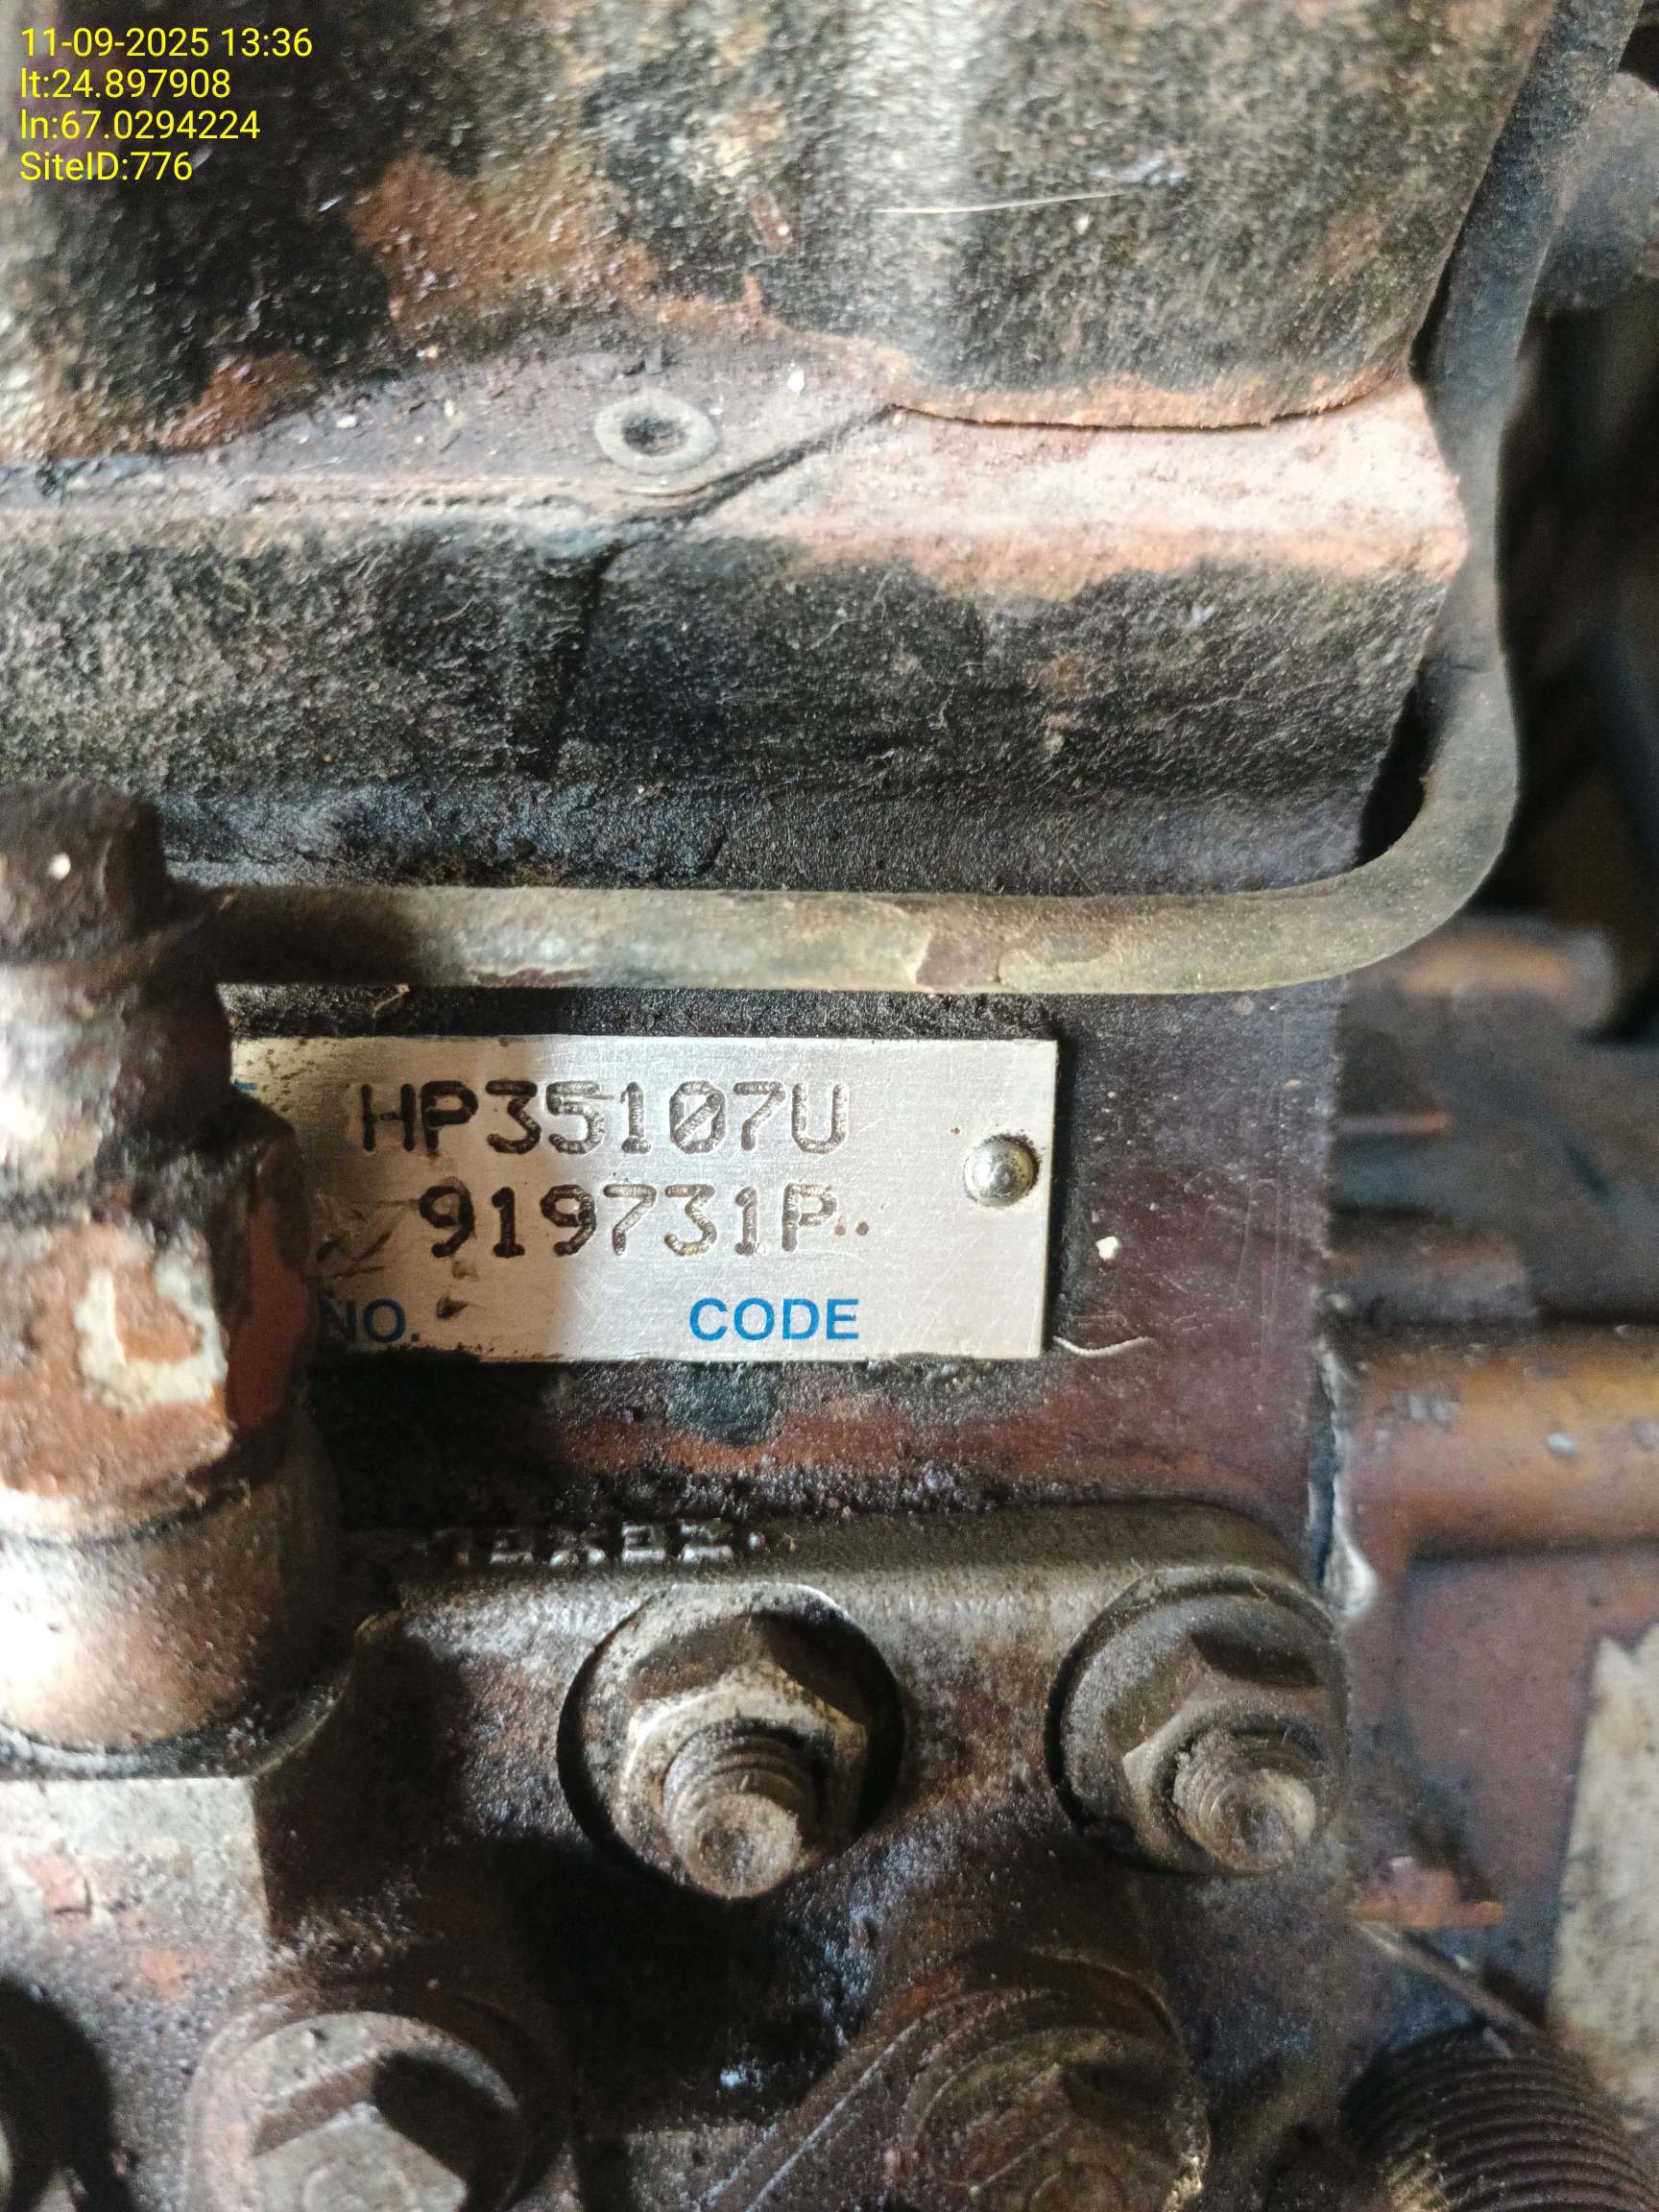 11-09-2025 13:36
lt:24.897908
ln:67.0294224
SiteID:776
HP35107U
919731P
NO. CODE